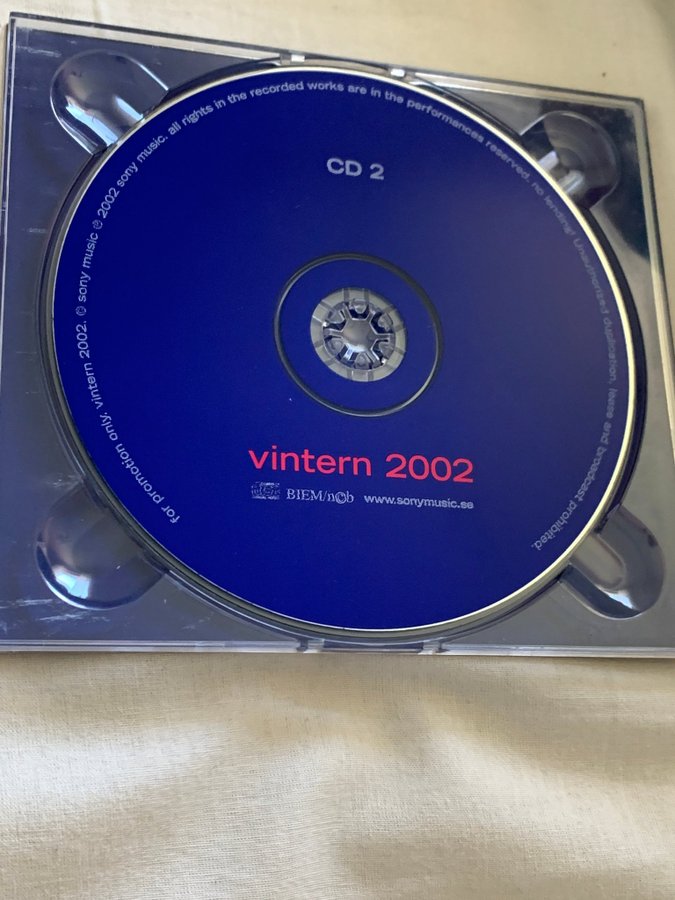 for promotion only. vintern 2002. © sony music ℗ 2002 sony music. all rights in the recorded works are in the performances reserved. no lending! Unauthorised duplication, lease and broadcast prohibited.
CD 2
vintern 2002
BIEM/n©b www.sonymusic.se